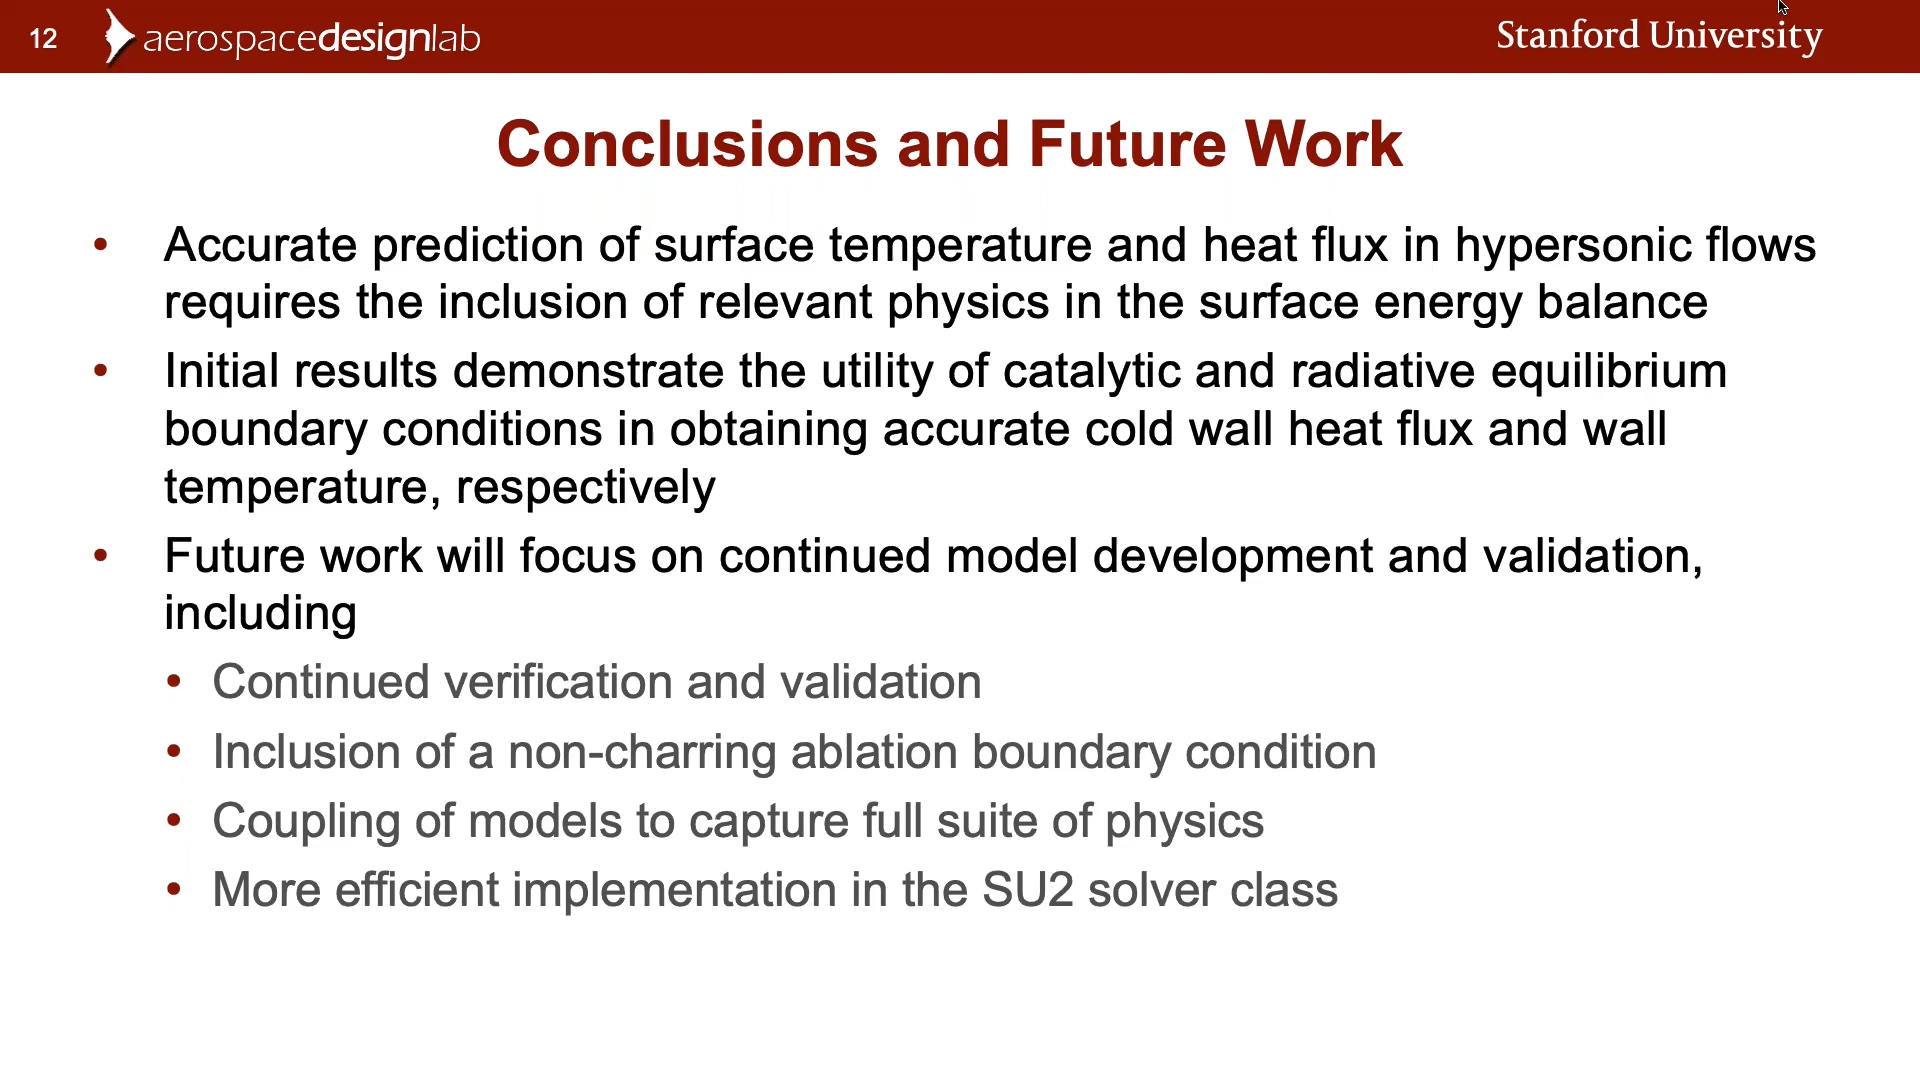 12
aerospacedesignlab
Stanford University
Conclusions and Future Work
• Accurate prediction of surface temperature and heat flux in hypersonic flows
requires the inclusion of relevant physics in the surface energy balance
• Initial results demonstrate the utility of catalytic and radiative equilibrium
boundary conditions in obtaining accurate cold wall heat flux and wall
temperature, respectively
• Future work will focus on continued model development and validation,
including
• Continued verification and validation
• Inclusion of a non-charring ablation boundary condition
• Coupling of models to capture full suite of physics
• More efficient implementation in the SU2 solver class